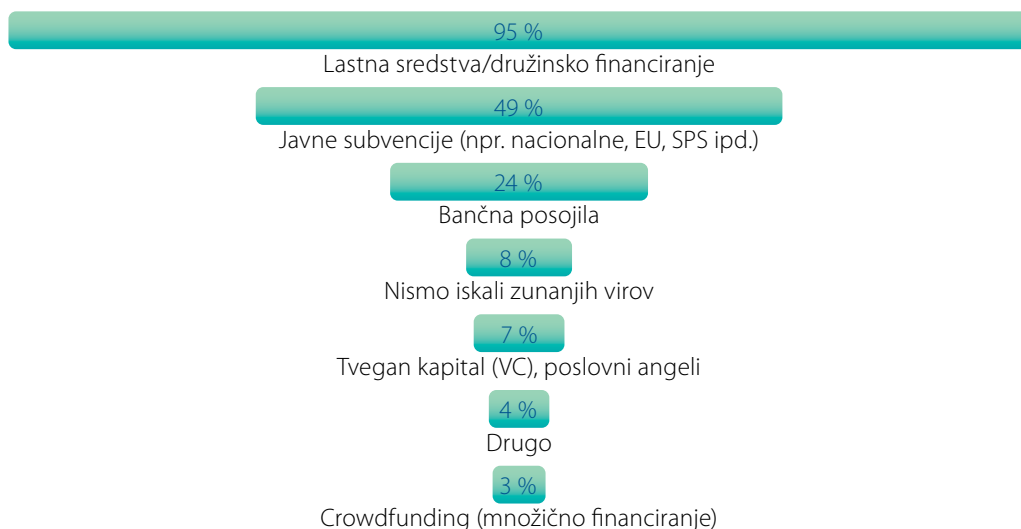 95 %
Lastna sredstva/družinsko financiranje
49 %
Javne subvencije (npr. nacionalne, EU, SPS ipd.)
24 %
Bančna posojila
8 %
Nismo iskali zunanjih virov
7 %
Tvegan kapital (VC), poslovni angeli
4 %
Drugo
3 %
Crowdfunding (množično financiranje)